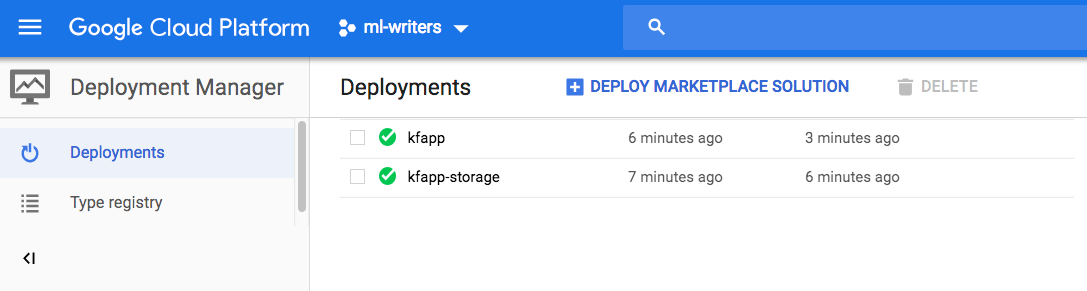 Google Cloud Platform ml-writers
Deployment Manager
Deployments DEPLOY MARKETPLACE SOLUTION DELETE
Deployments
Type registry
kfapp 6 minutes ago 3 minutes ago
kfapp-storage 7 minutes ago 6 minutes ago